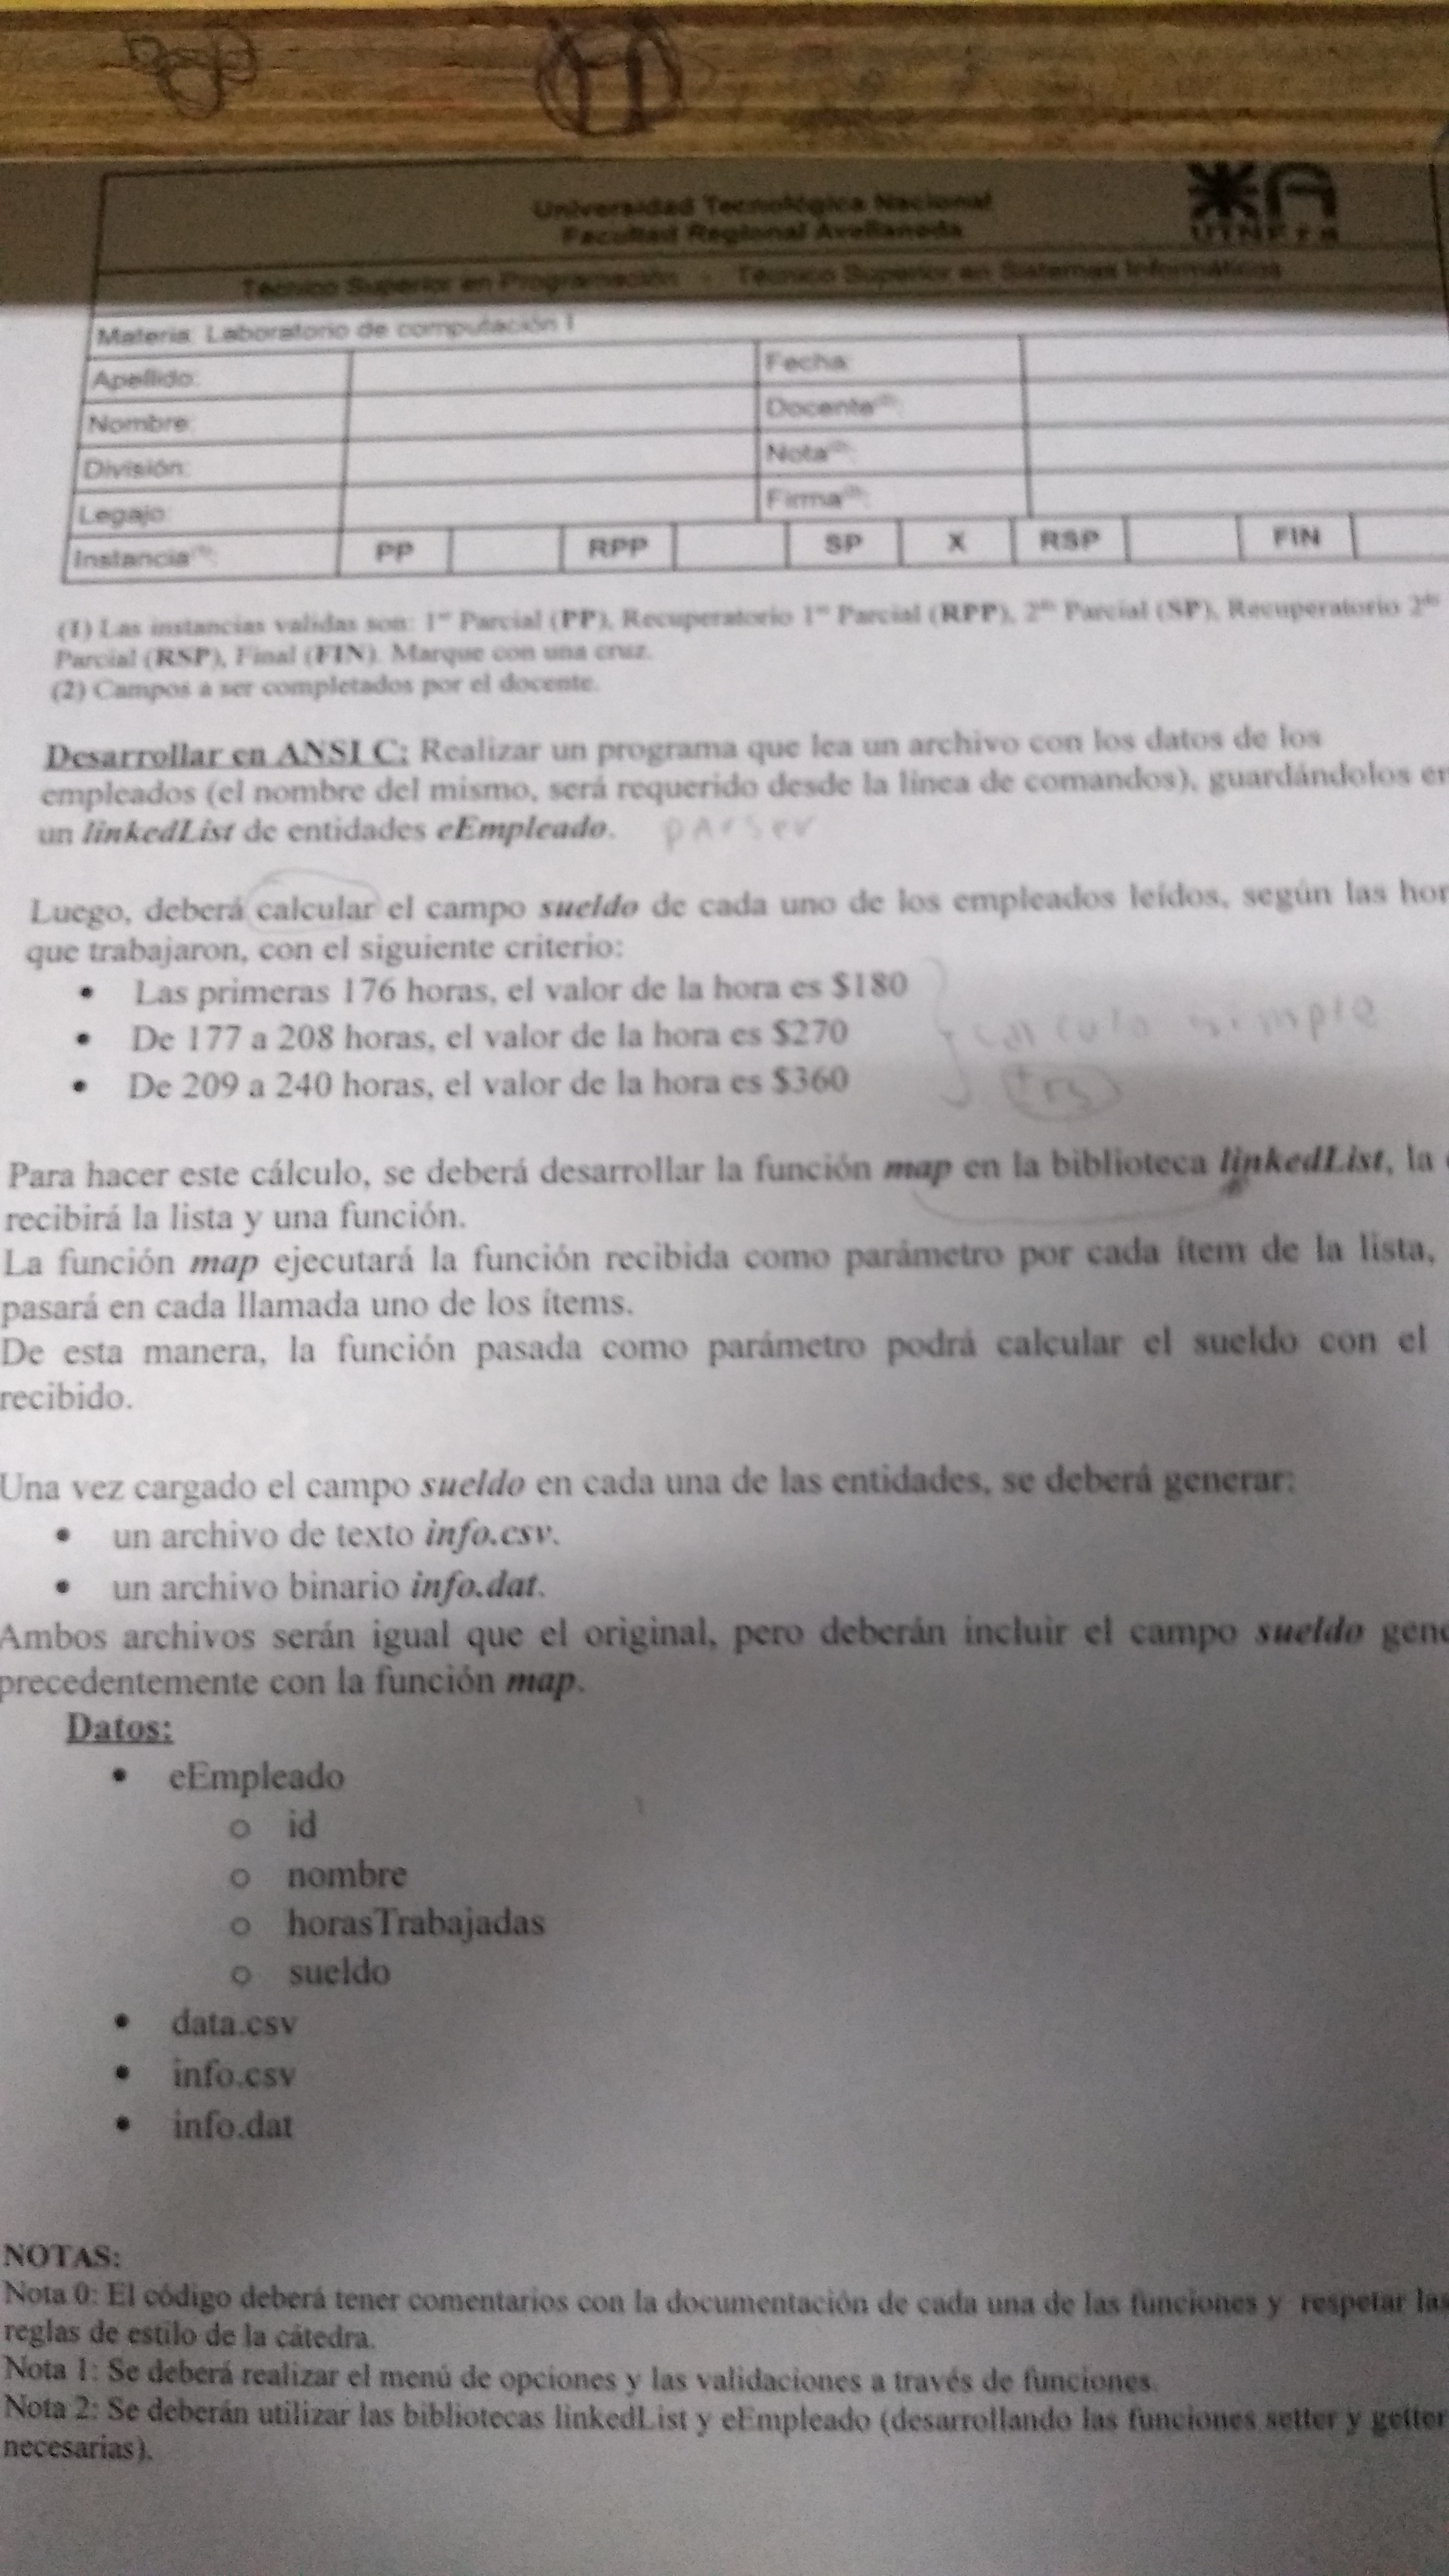 Universidad Tecnológica Nacional
Facultad Regional Avellaneda
UTNFra
Técnico Superior en Programación - Técnico Superior en Sistemas Informáticos
Materia: Laboratorio de computación I
Apellido: Fecha:
Nombre: Docente(2):
División: Nota(2):
Legajo: Firma(2):
Instancia(1): PP RPP SP X RSP FIN
(1) Las instancias validas son: 1er Parcial (PP), Recuperatorio 1er Parcial (RPP), 2do Parcial (SP), Recuperatorio 2do
Parcial (RSP), Final (FIN). Marque con una cruz.
(2) Campos a ser completados por el docente.
Desarrollar en ANSI C: Realizar un programa que lea un archivo con los datos de los
empleados (el nombre del mismo, será requerido desde la línea de comandos), guardándolos en
un linkedList de entidades eEmpleado. parser
Luego, deberá calcular el campo sueldo de cada uno de los empleados leídos, según las hor
que trabajaron, con el siguiente criterio:
• Las primeras 176 horas, el valor de la hora es $180
• De 177 a 208 horas, el valor de la hora es $270
calculo simple
• De 209 a 240 horas, el valor de la hora es $360
Para hacer este cálculo, se deberá desarrollar la función map en la biblioteca linkedList, la
recibirá la lista y una función.
La función map ejecutará la función recibida como parámetro por cada ítem de la lista,
pasará en cada llamada uno de los ítems.
De esta manera, la función pasada como parámetro podrá calcular el sueldo con el
recibido.
Una vez cargado el campo sueldo en cada una de las entidades, se deberá generar:
• un archivo de texto info.csv.
• un archivo binario info.dat.
Ambos archivos serán igual que el original, pero deberán incluir el campo sueldo gene
precedentemente con la función map.
Datos:
• eEmpleado
o id
o nombre
o horasTrabajadas
o sueldo
• data.csv
• info.csv
• info.dat
NOTAS:
Nota 0: El código deberá tener comentarios con la documentación de cada una de las funciones y respetar las
reglas de estilo de la cátedra.
Nota 1: Se deberá realizar el menú de opciones y las validaciones a través de funciones.
Nota 2: Se deberán utilizar las bibliotecas linkedList y eEmpleado (desarrollando las funciones setter y getter
necesarias).